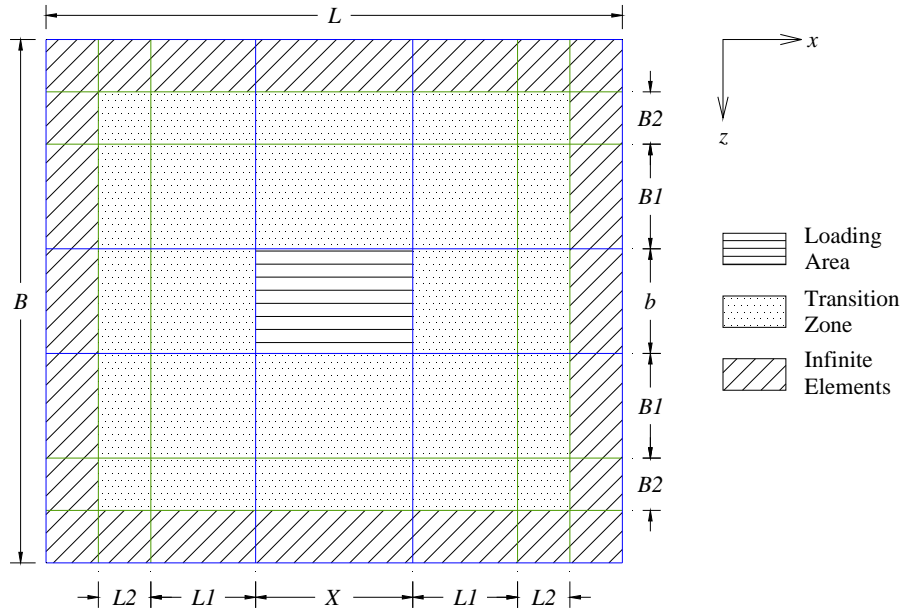 L
x
z
B2
B1
B
b
B1
B2
Loading
Area
Transition
Zone
Infinite
Elements
L2 L1 X L1 L2